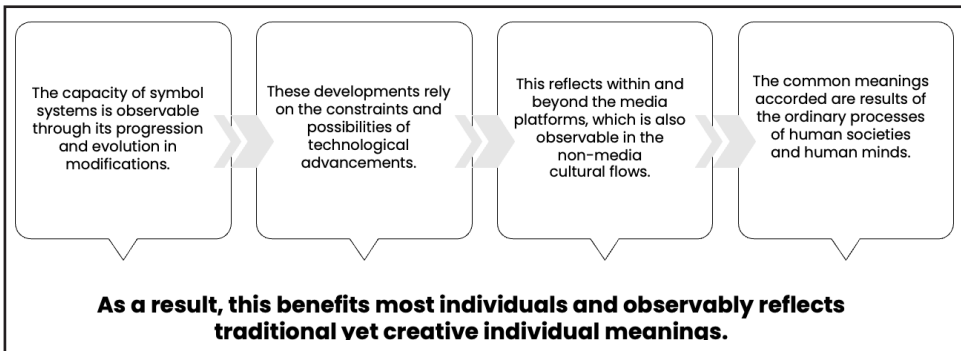 The capacity of symbol
systems is observable
through its progression
and evolution in
modifications.
These developments rely
on the constraints and
possibilities of
technological
advancements.
This reflects within and
beyond the media
platforms, which is also
observable in the
non-media
cultural flows.
The common meanings
accorded are results of
the ordinary processes
of human societies
and human minds.
As a result, this benefits most individuals and observably reflects
traditional yet creative individual meanings.